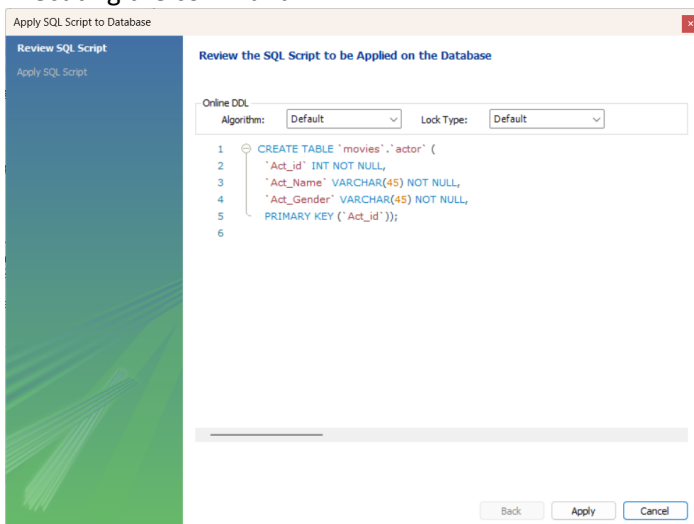 Apply SQL Script to Database
Review SQL Script
Apply SQL Script
Review the SQL Script to be Applied on the Database
Online DDL
Algorithm: Default Lock Type: Default
1 CREATE TABLE `movies`.`actor` (
2 `Act_id` INT NOT NULL,
3 `Act_Name` VARCHAR(45) NOT NULL,
4 `Act_Gender` VARCHAR(45) NOT NULL,
5 PRIMARY KEY (`Act_id`));
6
Back Apply Cancel